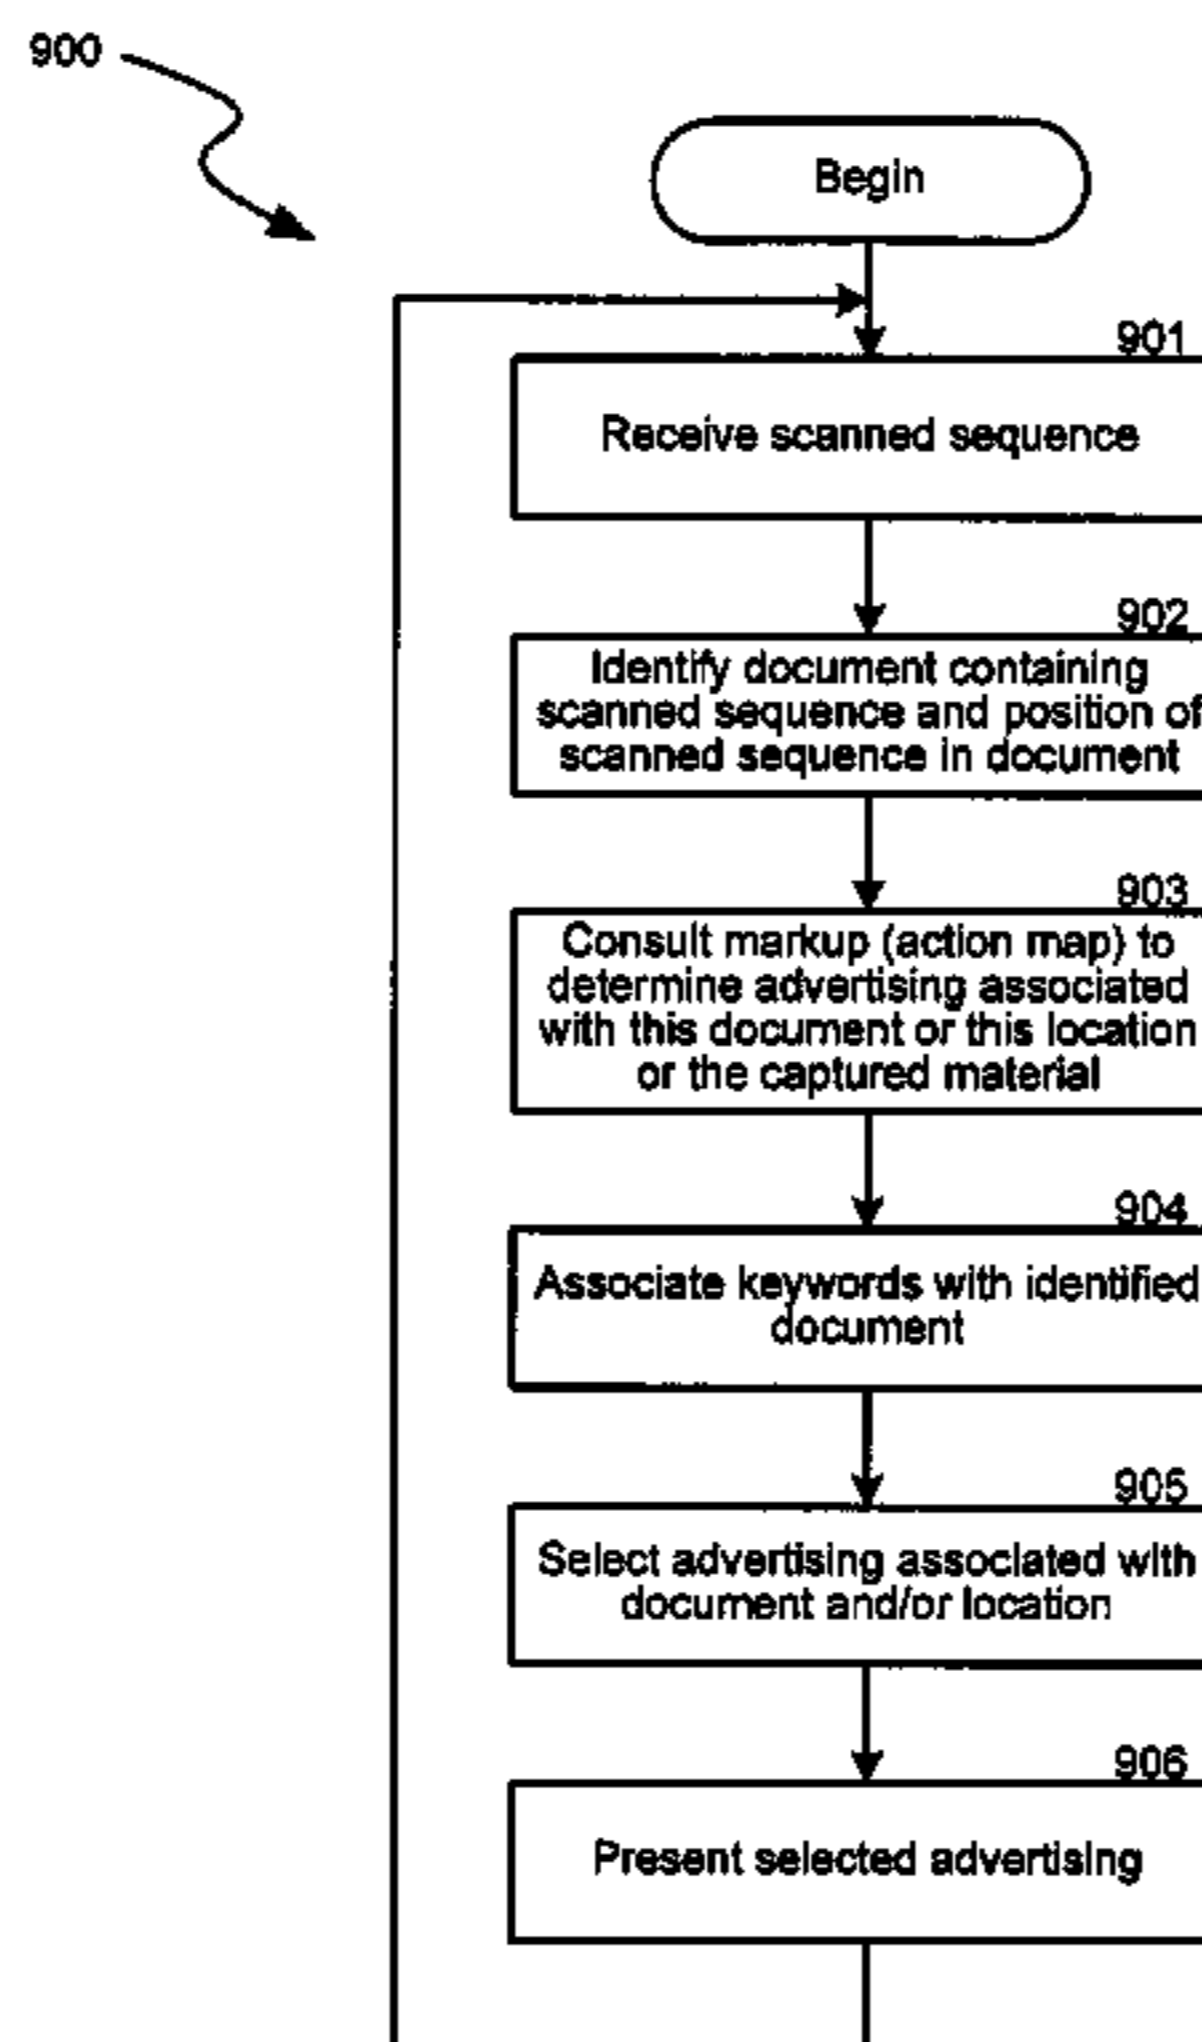 900
Begin
901
Receive scanned sequence
902
Identify document containing
scanned sequence and position of
scanned sequence in document
903
Consult markup (action map) to
determine advertising associated
with this document or this location
or the captured material
904
Associate keywords with identified
document
905
Select advertising associated with
document and/or location
906
Present selected advertising